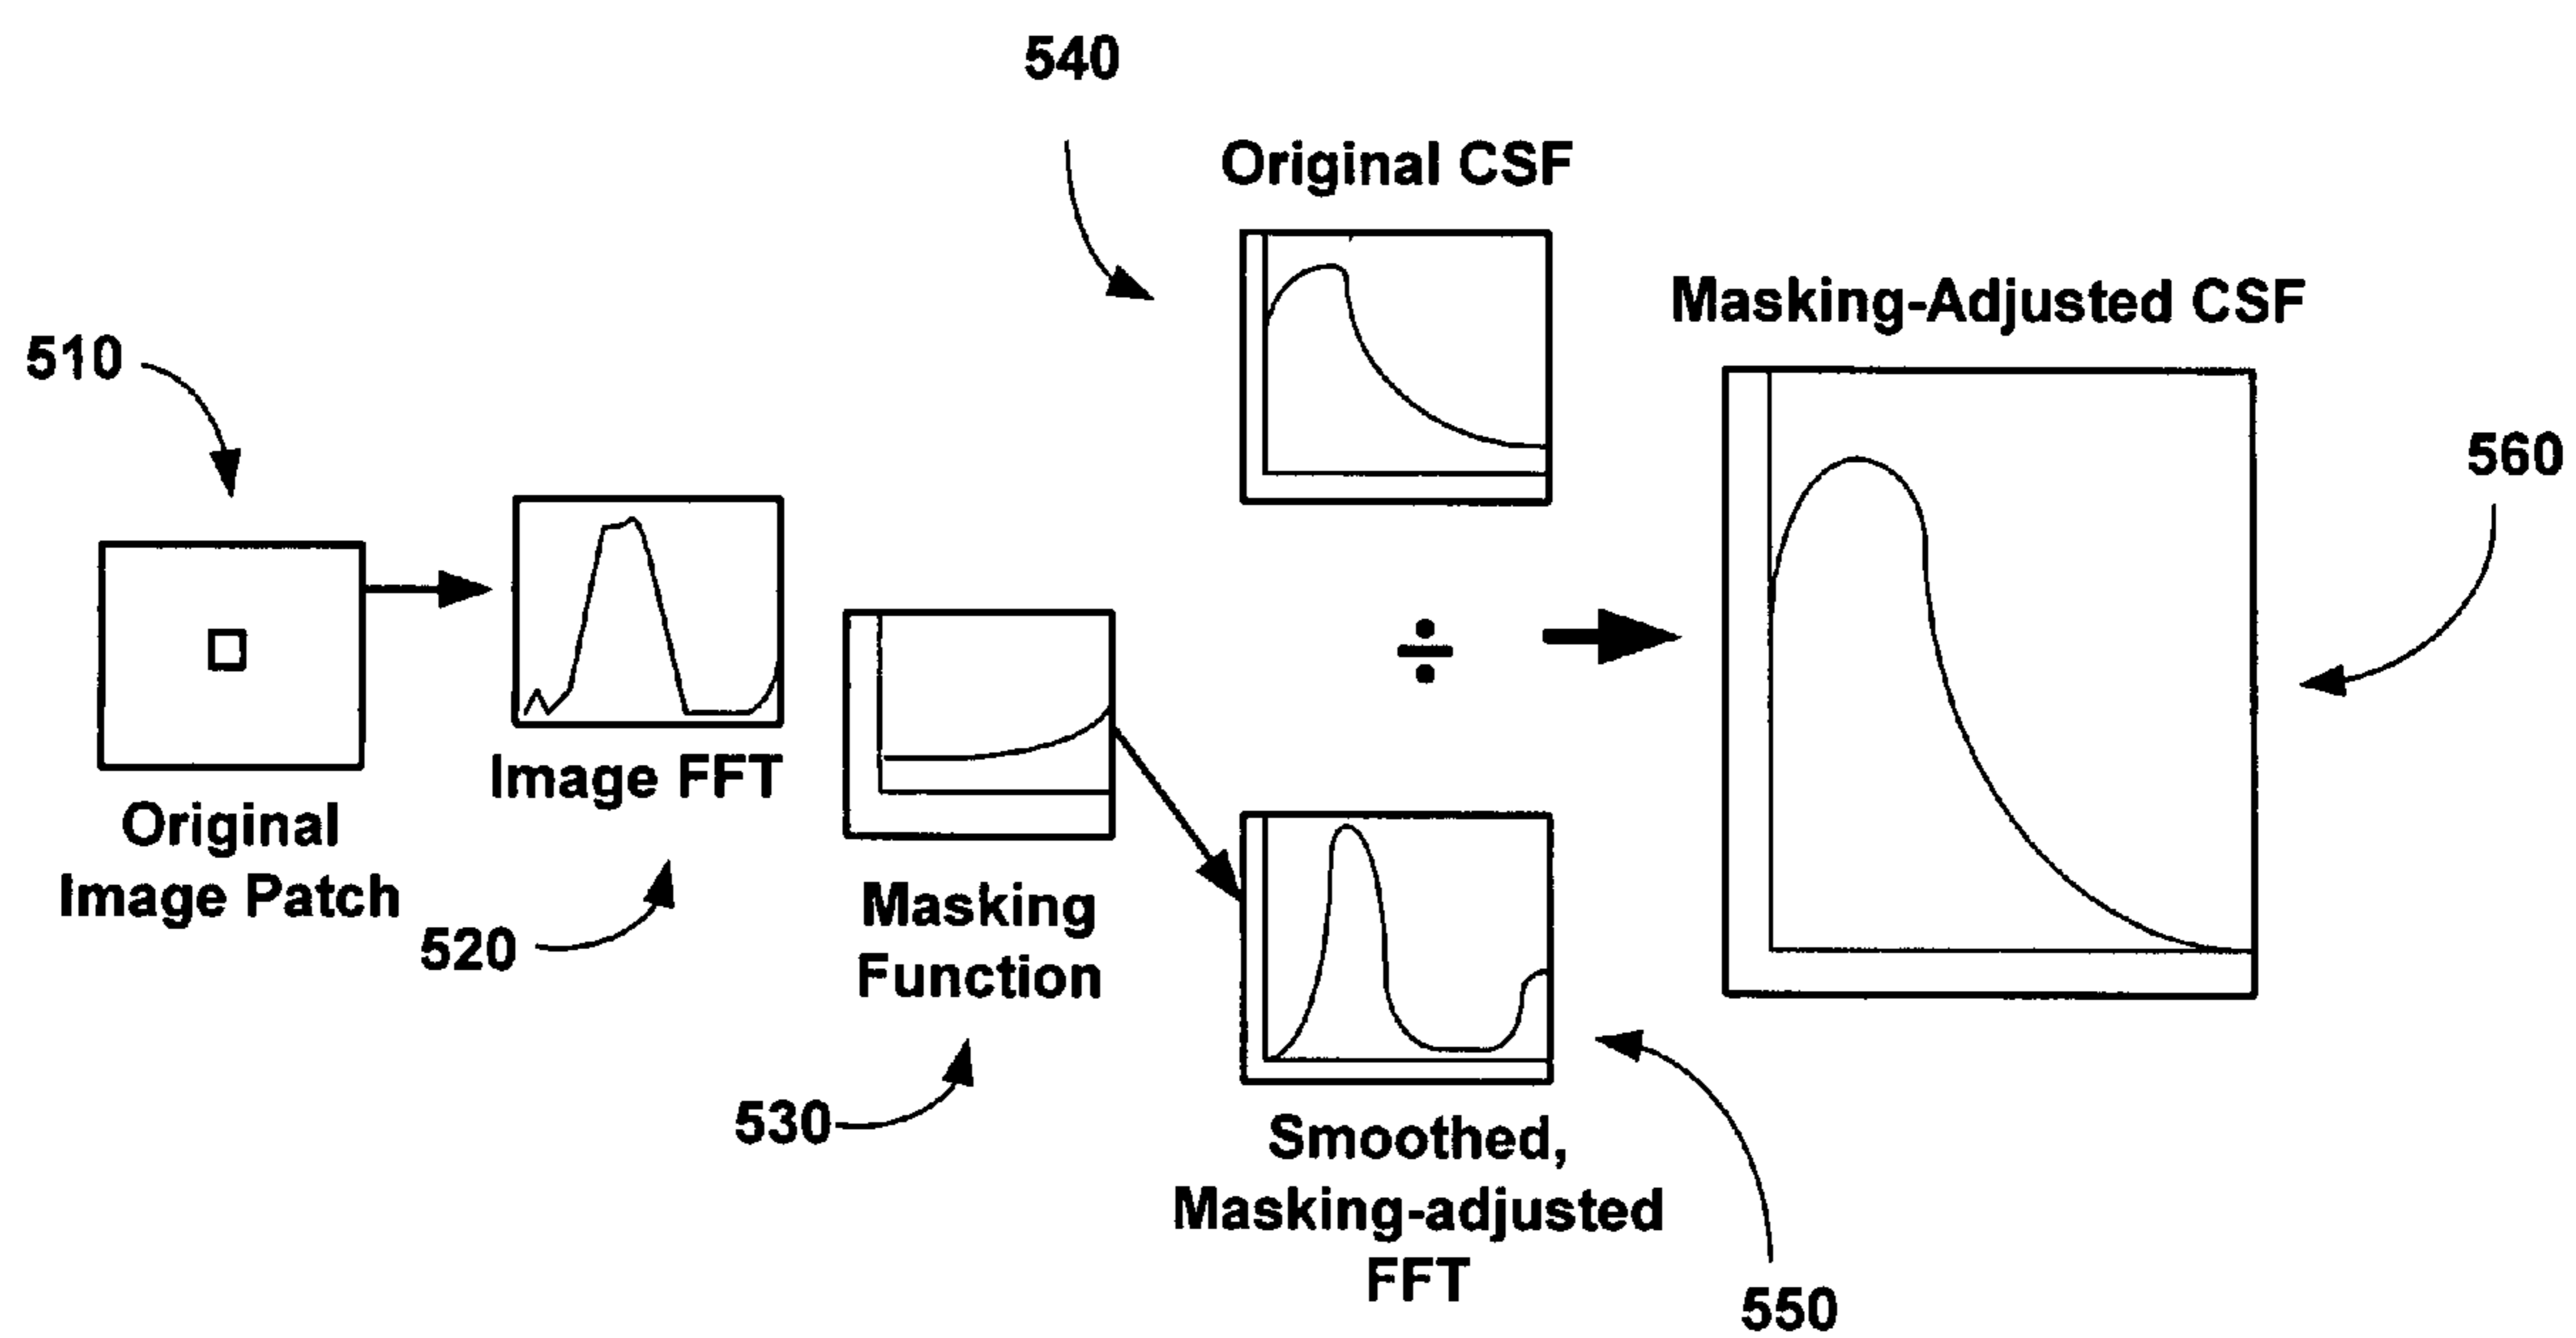 540
Original CSF
Masking-Adjusted CSF
510
560
÷
Image FFT
Original
Image Patch
520
Masking
Function
530
Smoothed,
Masking-adjusted
FFT
550